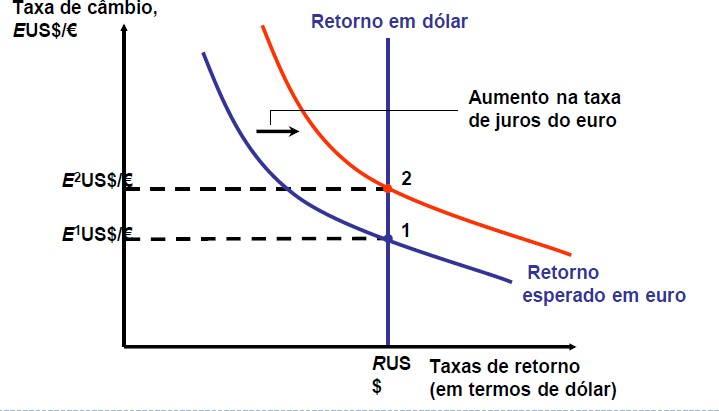 Taxa de câmbio,
EUS$/€
Retorno em dólar
Aumento na taxa
de juros do euro
E2US$/€
2
E1US$/€
1
Retorno
esperado em euro
RUS
$
Taxas de retorno
(em termos de dólar)